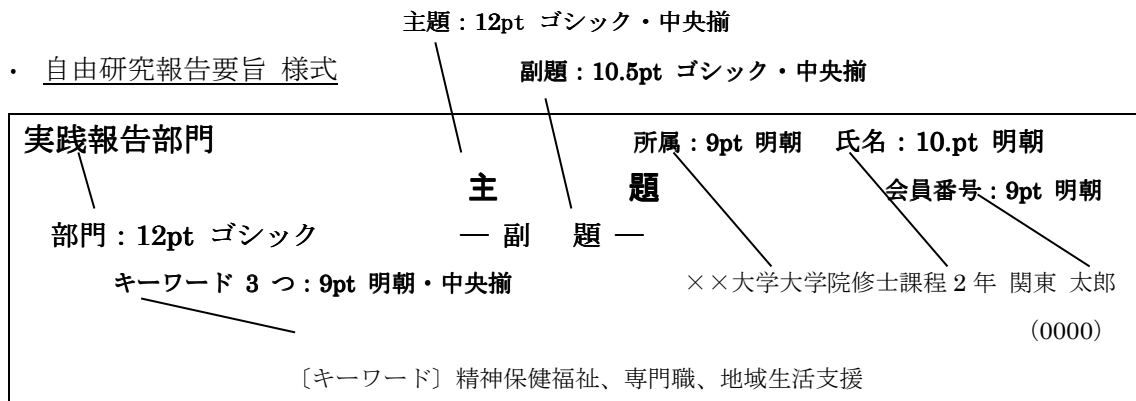 主題：12pt ゴシック・中央揃
・ 自由研究報告要旨 様式
副題：10.5pt ゴシック・中央揃
実践報告部門
所属：9pt 明朝 氏名：10.pt 明朝
主 題
会員番号：9pt 明朝
部門：12pt ゴシック
― 副 題 ―
キーワード 3 つ：9pt 明朝・中央揃
××大学大学院修士課程 2 年 関東 太郎
（0000）
〔キーワード〕精神保健福祉、専門職、地域生活支援